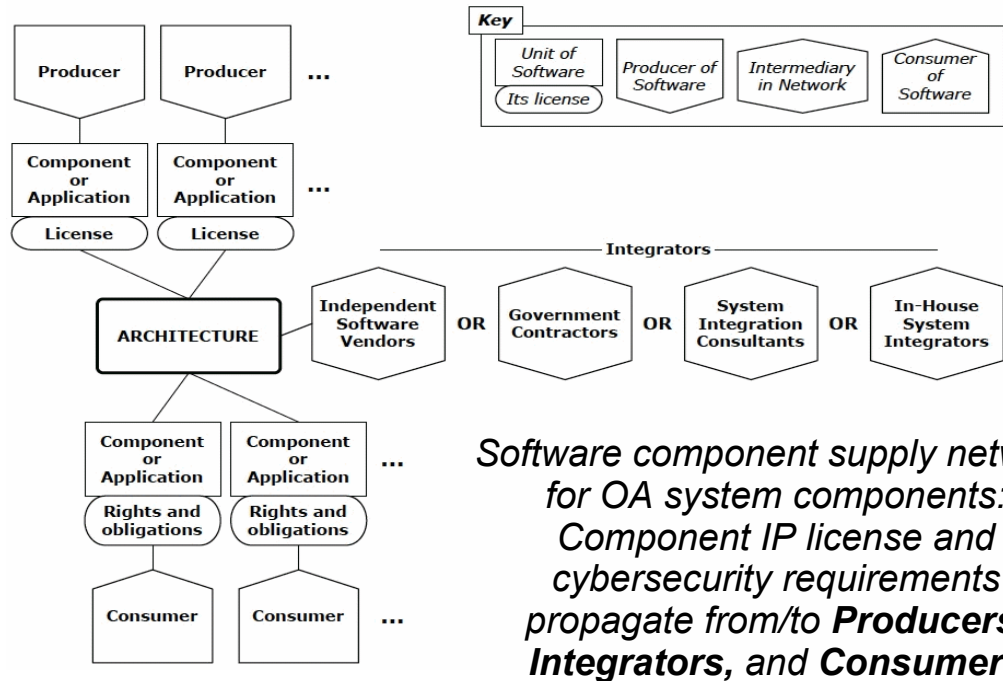 Key
Unit of
Software
Its license
Producer of
Software
Intermediary
in Network
Consumer
of
Software
Producer
Producer
...
Component
or
Application
License
Component
or
Application
License
...
Integrators
ARCHITECTURE
Independent
Software
Vendors
OR
Government
Contractors
OR
System
Integration
Consultants
OR
In-House
System
Integrators
Component
or
Application
Rights and
obligations
Component
or
Application
Rights and
obligations
...
Consumer
Consumer
...
Software component supply netw
for OA system components:
Component IP license and
cybersecurity requirements
propagate from/to Producers
Integrators, and Consumer